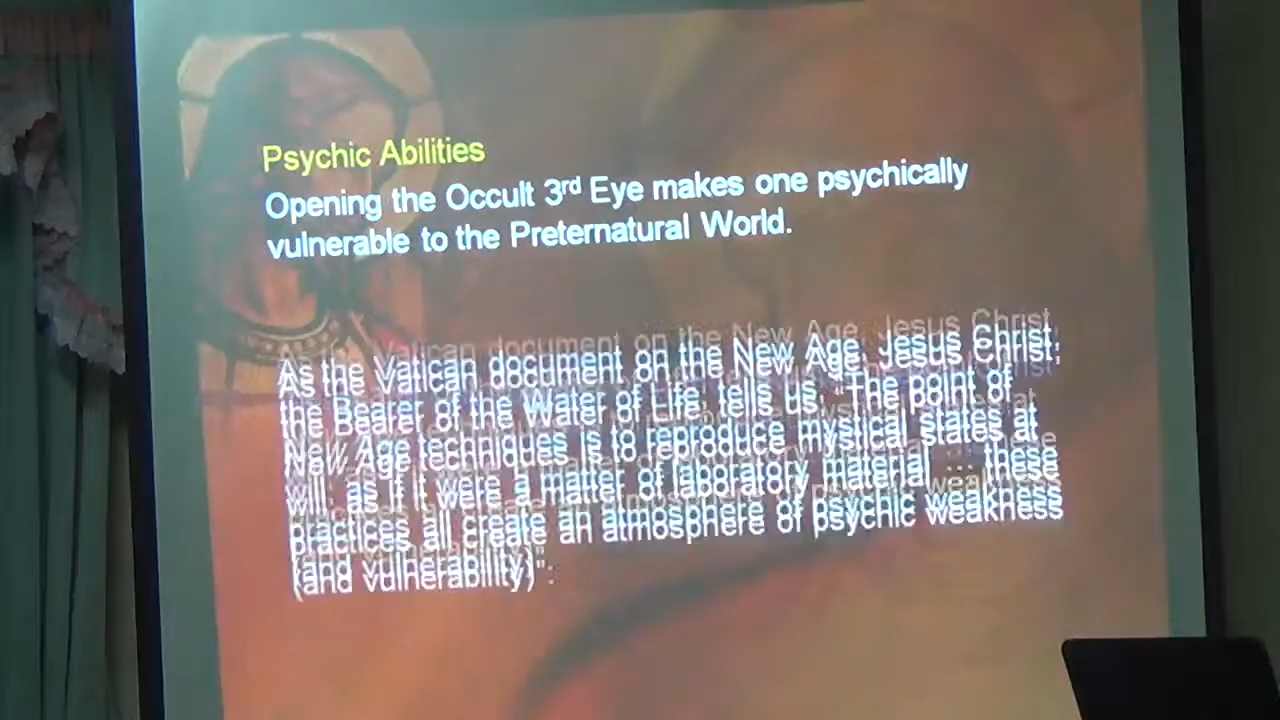 Psychic Abilities
Opening the Occult 3rd Eye makes one psychically
vulnerable to the Preternatural World.
As the Vatican document on the New Age, Jesus Christ,
the Bearer of the Water of Life, tells us, "The point of
New Age techniques is to reproduce mystical states at
will, as if it were a matter of laboratory material ... these
practices all create an atmosphere of psychic weakness
(and vulnerability)".